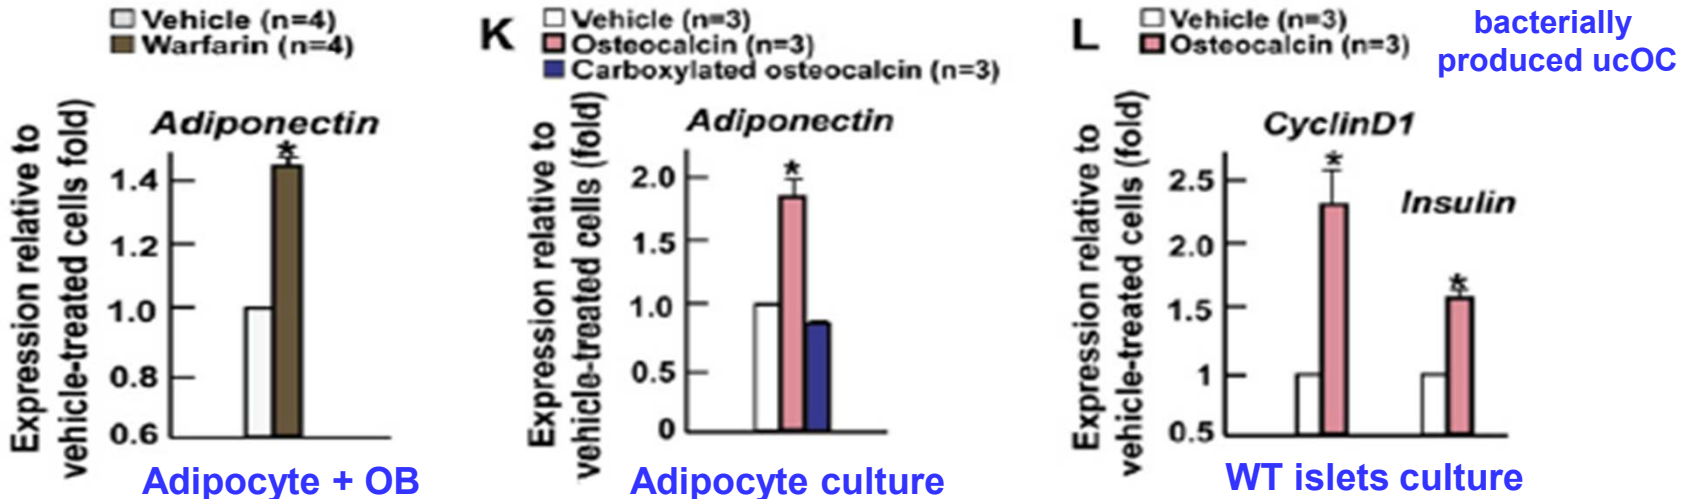 Vehicle (n=4)
Warfarin (n=4)
Expression relative to
vehicle-treated cells fold)
Adiponectin
*
1.4
1.2
1.0
0.8
0.6
Adipocyte + OB
K
Vehicle (n=3)
Osteocalcin (n=3)
Carboxylated osteocalcin (n=3)
Expression relative to
vehicle-treated cells (fold)
Adiponectin
*
2.0
1.5
1.0
0.5
0
Adipocyte culture
L
Vehicle (n=3)
Osteocalcin (n=3)
bacterially
produced ucOC
Expression relative to
vehicle-treated cells (fold)
CyclinD1
*
Insulin
*
2.5
2.0
1.5
1
0.5
WT islets culture